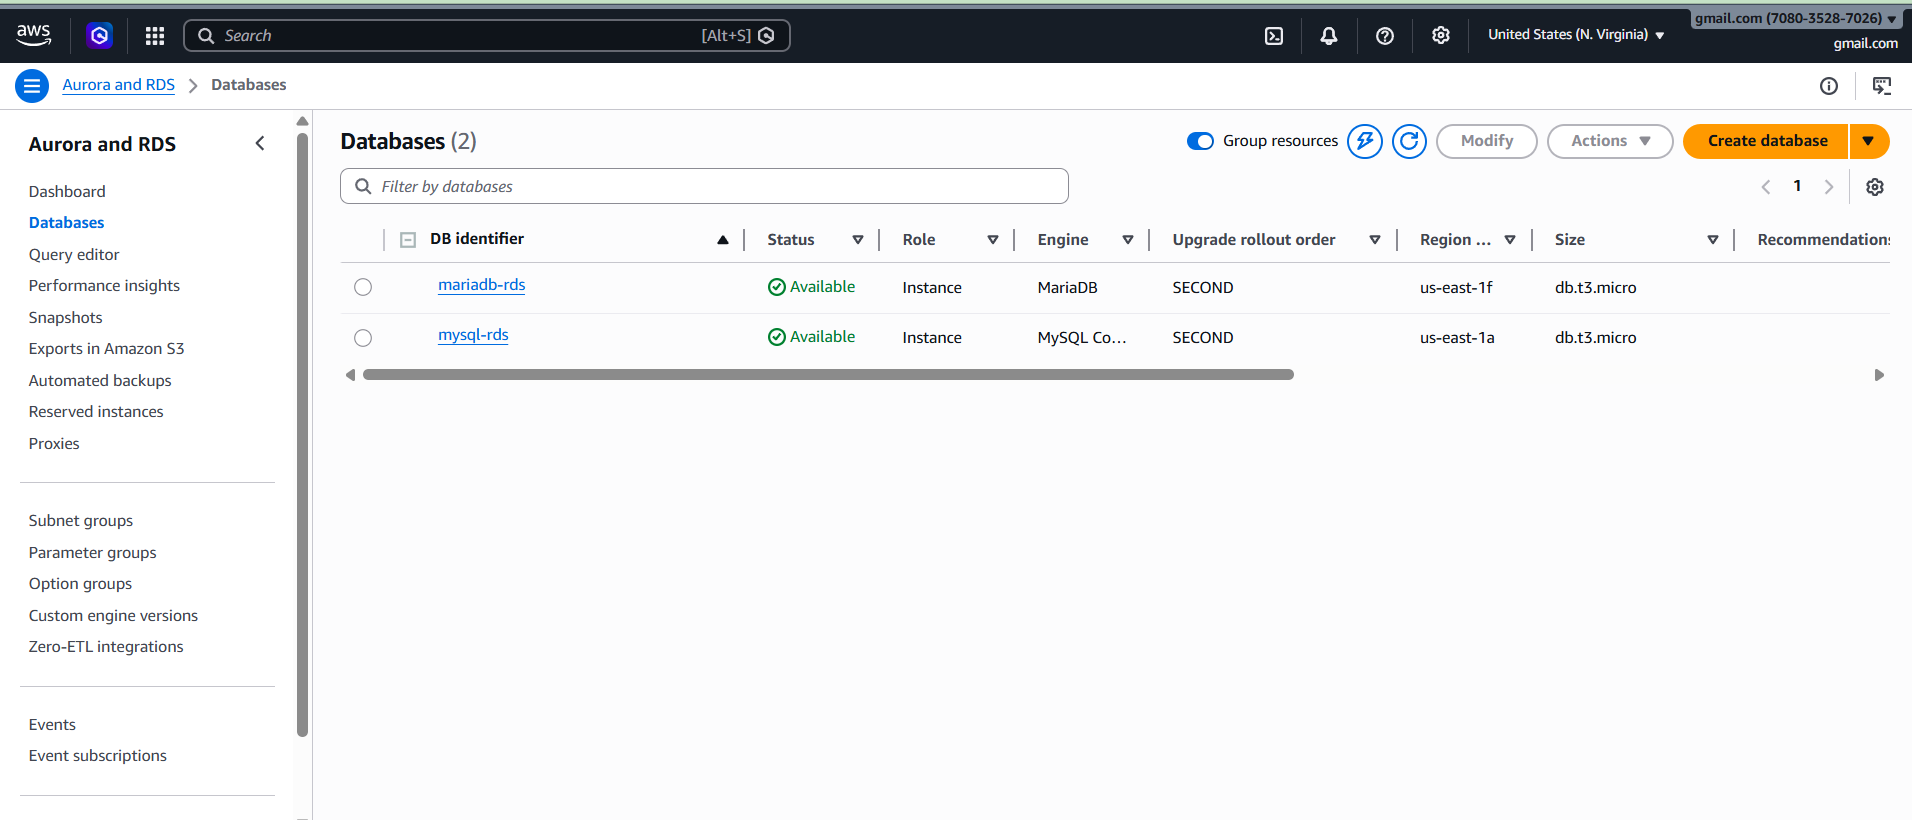 aws
Search [Alt+S]
United States (N. Virginia)
gmail.com (7080-3528-7026)
gmail.com
Aurora and RDS
Databases
Aurora and RDS
Dashboard
Databases
Query editor
Performance insights
Snapshots
Exports in Amazon S3
Automated backups
Reserved instances
Proxies
Subnet groups
Parameter groups
Option groups
Custom engine versions
Zero-ETL integrations
Events
Event subscriptions
Databases (2)
Group resources
Modify
Actions
Create database
Filter by databases
1
DB identifier Status Role Engine Upgrade rollout order Region ... Size Recommendations
mariadb-rds Available Instance MariaDB SECOND us-east-1f db.t3.micro
mysql-rds Available Instance MySQL Co... SECOND us-east-1a db.t3.micro